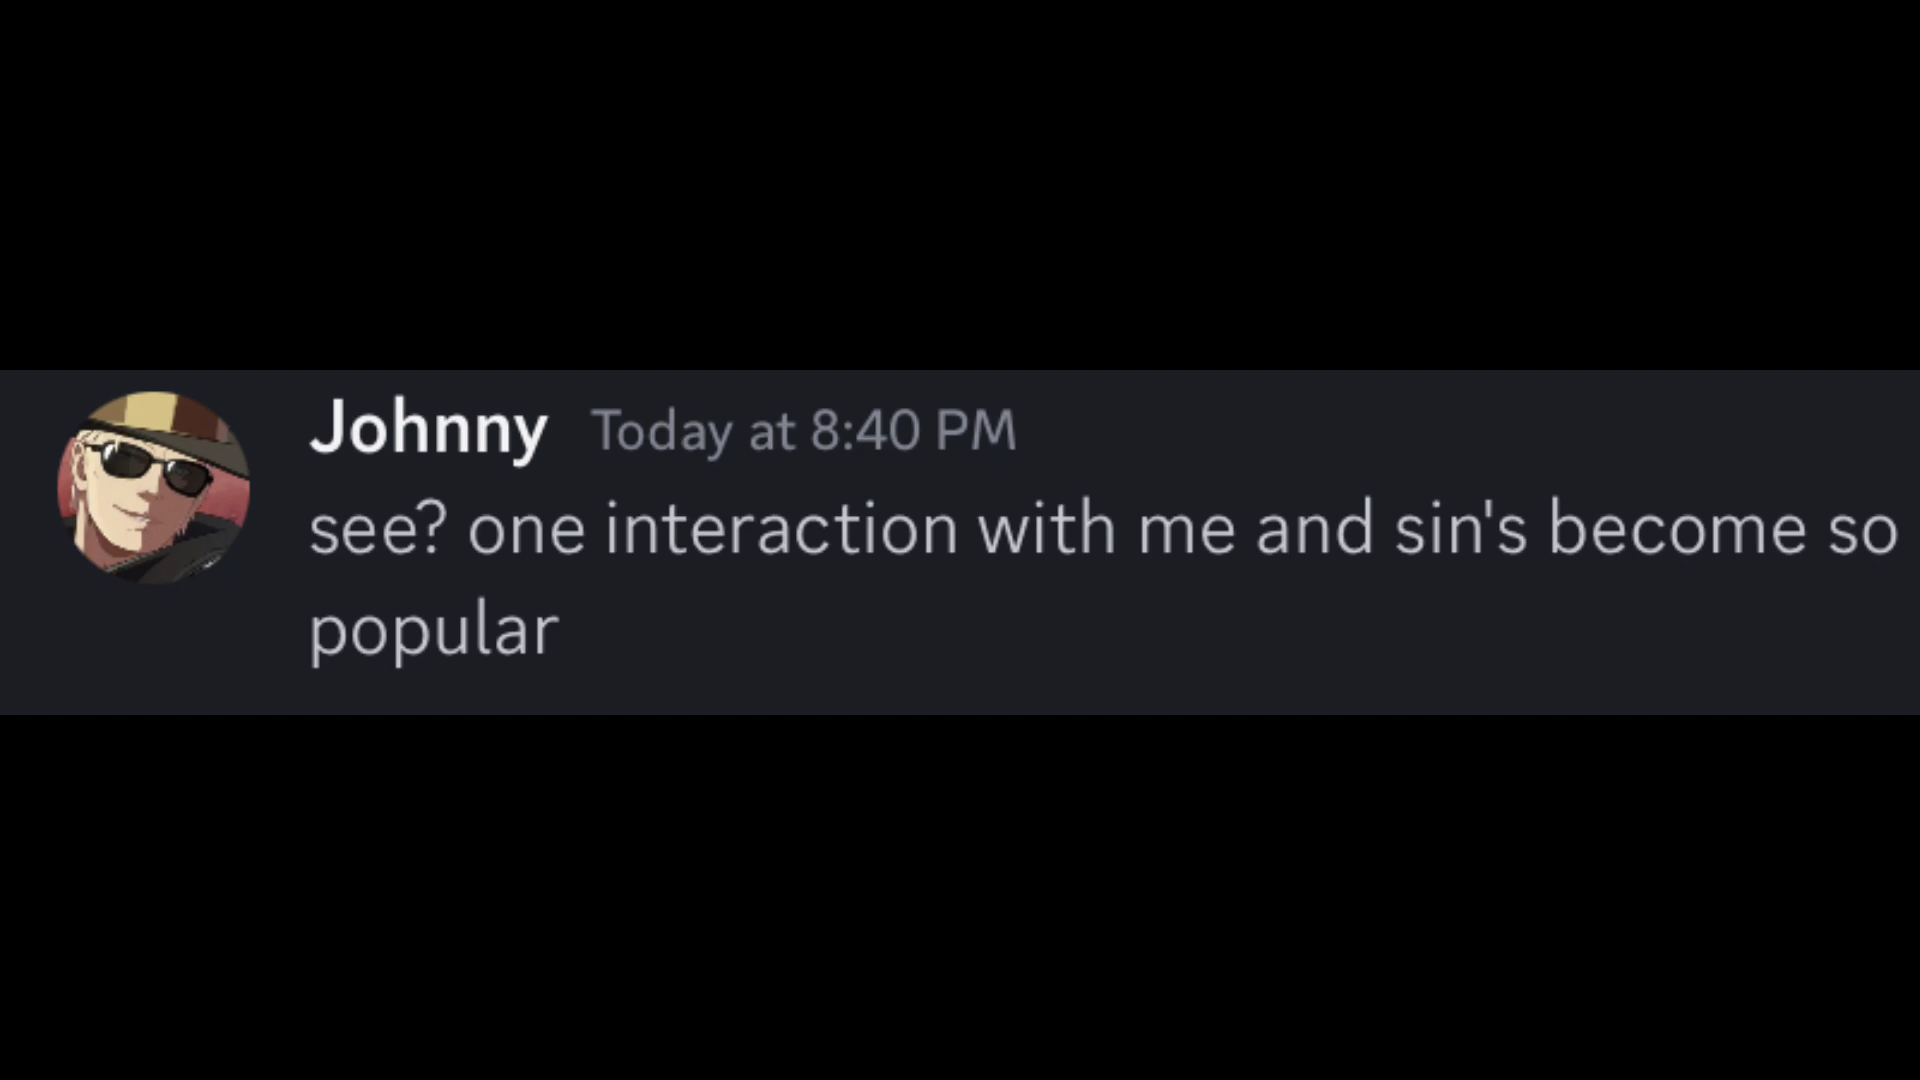 Johnny Today at 8:40 PM
see? one interaction with me and sin's become so
popular